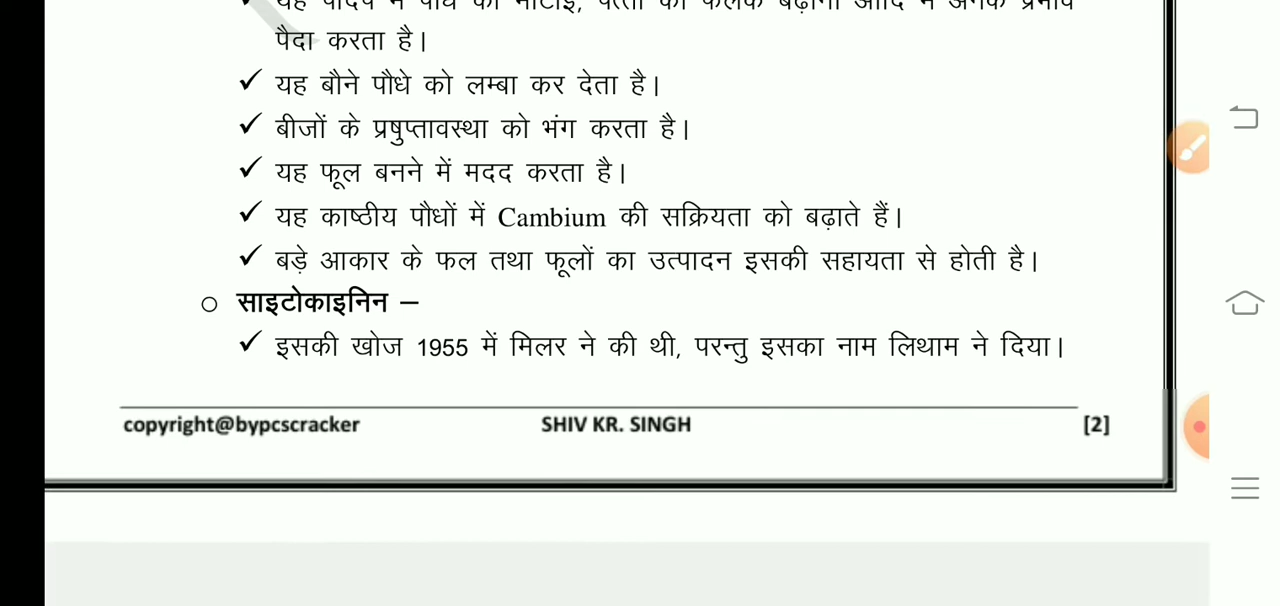 पैदा करता है।
✓ यह बौने पौधे को लम्बा कर देता है।
✓ बीजों के प्रषुप्तावस्था को भंग करता है।
✓ यह फूल बनने में मदद करता है।
✓ यह काष्ठीय पौधों में Cambium की सक्रियता को बढ़ाते हैं।
✓ बड़े आकार के फल तथा फूलों का उत्पादन इसकी सहायता से होती है।
○ साइटोकाइनिन –
✓ इसकी खोज 1955 में मिलर ने की थी, परन्तु इसका नाम लिथाम ने दिया।
copyright@bypcscracker SHIV KR. SINGH [2]